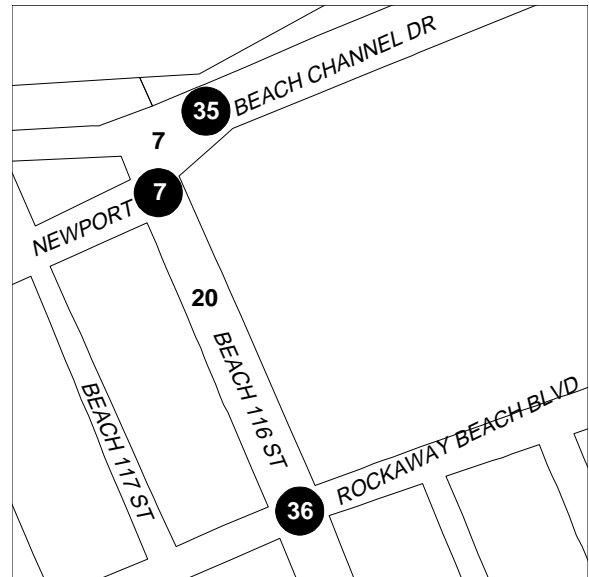 BEACH CHANNEL DR
35
7
7
NEWPORT
20
BEACH 116 ST
BEACH 117 ST
ROCKAWAY BEACH BLVD
36